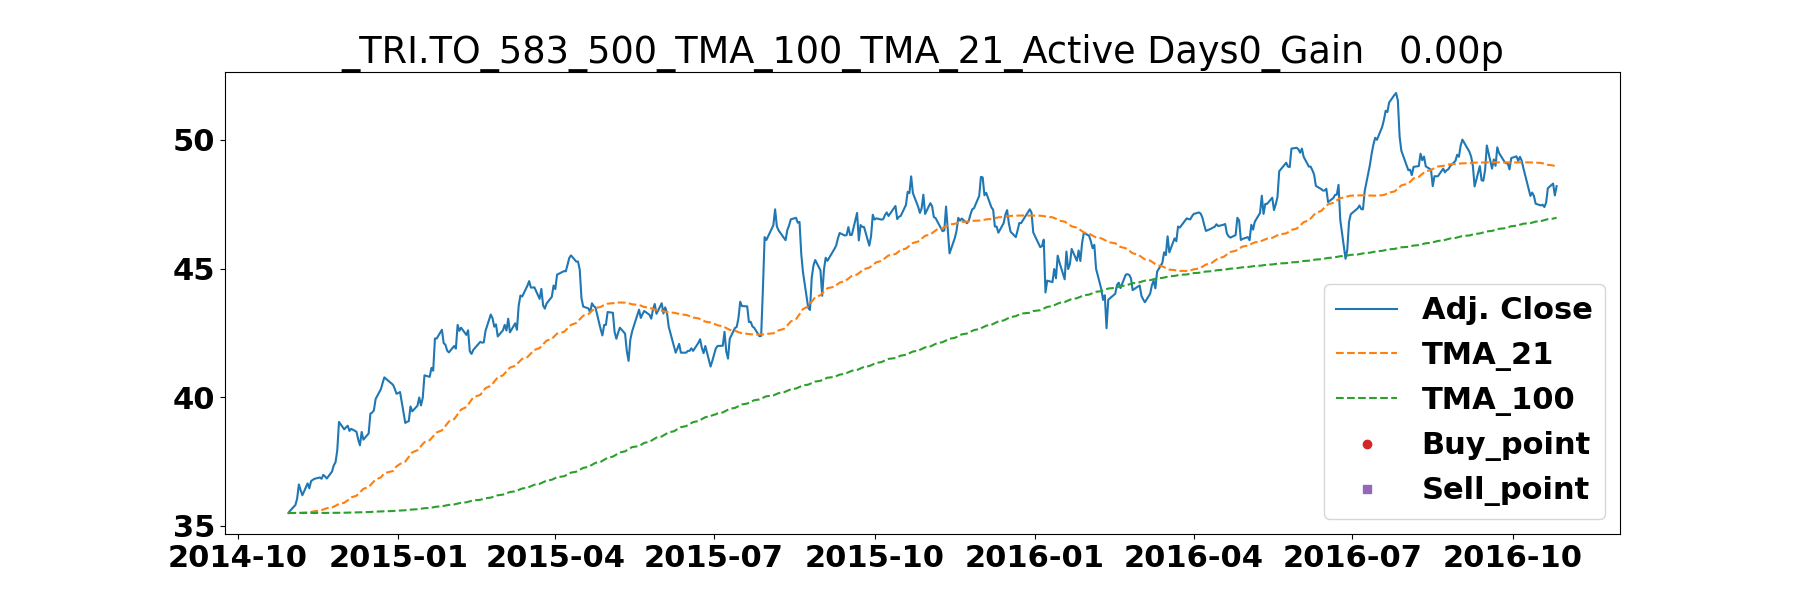 _TRI.TO_583_500_TMA_100_TMA_21_Active Days0_Gain   0.00p
50
45
40
35
Adj. Close
TMA_21
TMA_100
Buy_point
Sell_point
2014-10 2015-01 2015-04 2015-07 2015-10 2016-01 2016-04 2016-07 2016-10